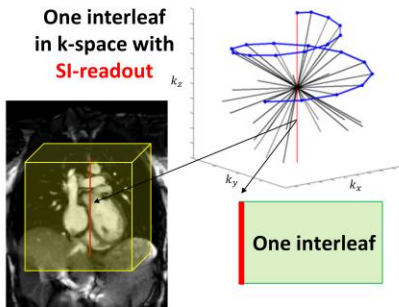 One interleaf
in k-space with
SI-readout
k_z
k_y
k_x
One interleaf